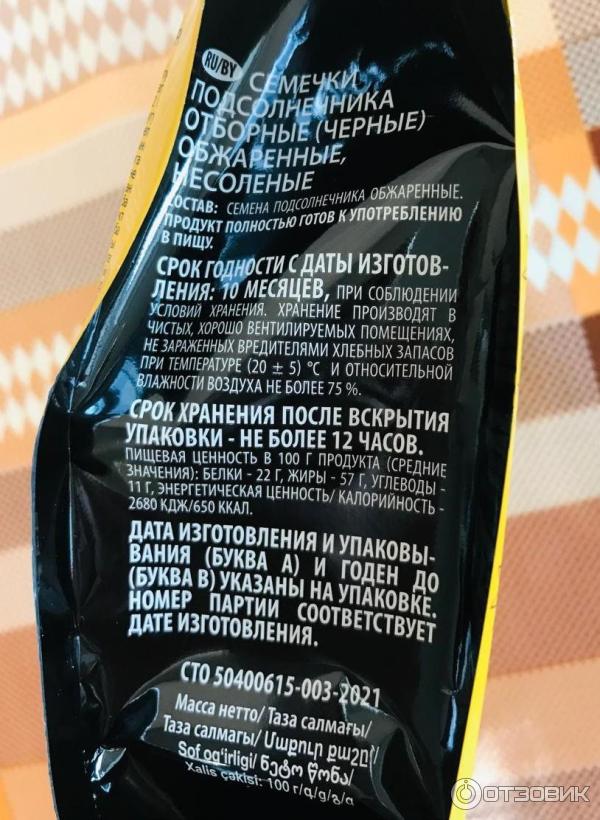 RU/BY
СЕМЕЧКИ
ПОДСОЛНЕЧНИКА
ОТБОРНЫЕ (ЧЕРНЫЕ)
ОБЖАРЕННЫЕ,
НЕСОЛЕНЫЕ
СОСТАВ: СЕМЕНА ПОДСОЛНЕЧНИКА ОБЖАРЕННЫЕ.
ПРОДУКТ ПОЛНОСТЬЮ ГОТОВ К УПОТРЕБЛЕНИЮ
В ПИЩУ.
СРОК ГОДНОСТИ С ДАТЫ ИЗГОТОВ-
ЛЕНИЯ: 10 МЕСЯЦЕВ, ПРИ СОБЛЮДЕНИИ
УСЛОВИЙ ХРАНЕНИЯ. ХРАНЕНИЕ ПРОИЗВОДЯТ В
ЧИСТЫХ, ХОРОШО ВЕНТИЛИРУЕМЫХ ПОМЕЩЕНИЯХ,
НЕ ЗАРАЖЕННЫХ ВРЕДИТЕЛЯМИ ХЛЕБНЫХ ЗАПАСОВ
ПРИ ТЕМПЕРАТУРЕ (20 ± 5) °C И ОТНОСИТЕЛЬНОЙ
ВЛАЖНОСТИ ВОЗДУХА НЕ БОЛЕЕ 75 %.
СРОК ХРАНЕНИЯ ПОСЛЕ ВСКРЫТИЯ
УПАКОВКИ - НЕ БОЛЕЕ 12 ЧАСОВ.
ПИЩЕВАЯ ЦЕННОСТЬ В 100 Г ПРОДУКТА (СРЕДНИЕ
ЗНАЧЕНИЯ): БЕЛКИ - 22 Г, ЖИРЫ - 57 Г, УГЛЕВОДЫ -
11 Г, ЭНЕРГЕТИЧЕСКАЯ ЦЕННОСТЬ/ КАЛОРИЙНОСТЬ -
2680 КДЖ/650 ККАЛ.
ДАТА ИЗГОТОВЛЕНИЯ И УПАКОВЫ-
ВАНИЯ (БУКВА А) И ГОДЕН ДО
(БУКВА В) УКАЗАНЫ НА УПАКОВКЕ.
НОМЕР ПАРТИИ СООТВЕТСТВУЕТ
ДАТЕ ИЗГОТОВЛЕНИЯ.
СТО 50400615-003-2021
Масса нетто/ Таза салмағы/
Таза салмагы/ Մաքուր քաշը/
Sof og'irligi/ ნეტო წონა/
Xalis çəkisi: 100 г/q/g/გ/գ
ОТЗОВИК